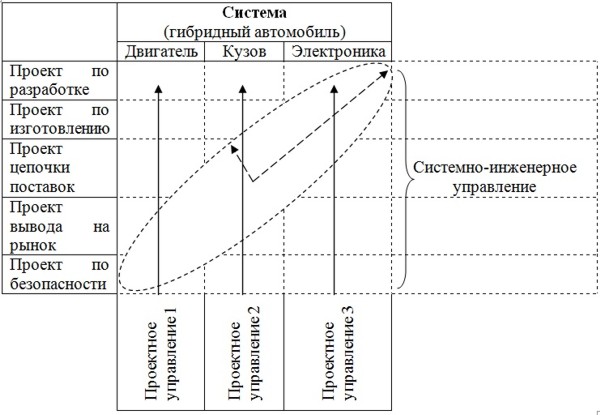 Система
(гибридный автомобиль)
Двигатель Кузов Электроника
Проект по
разработке
Проект по
изготовлению
Проект
цепочки
поставок
Проект
вывода на
рынок
Проект по
безопасности
Системно-инженерное
управление
Проектное
управление 1
Проектное
управление 2
Проектное
управление 3